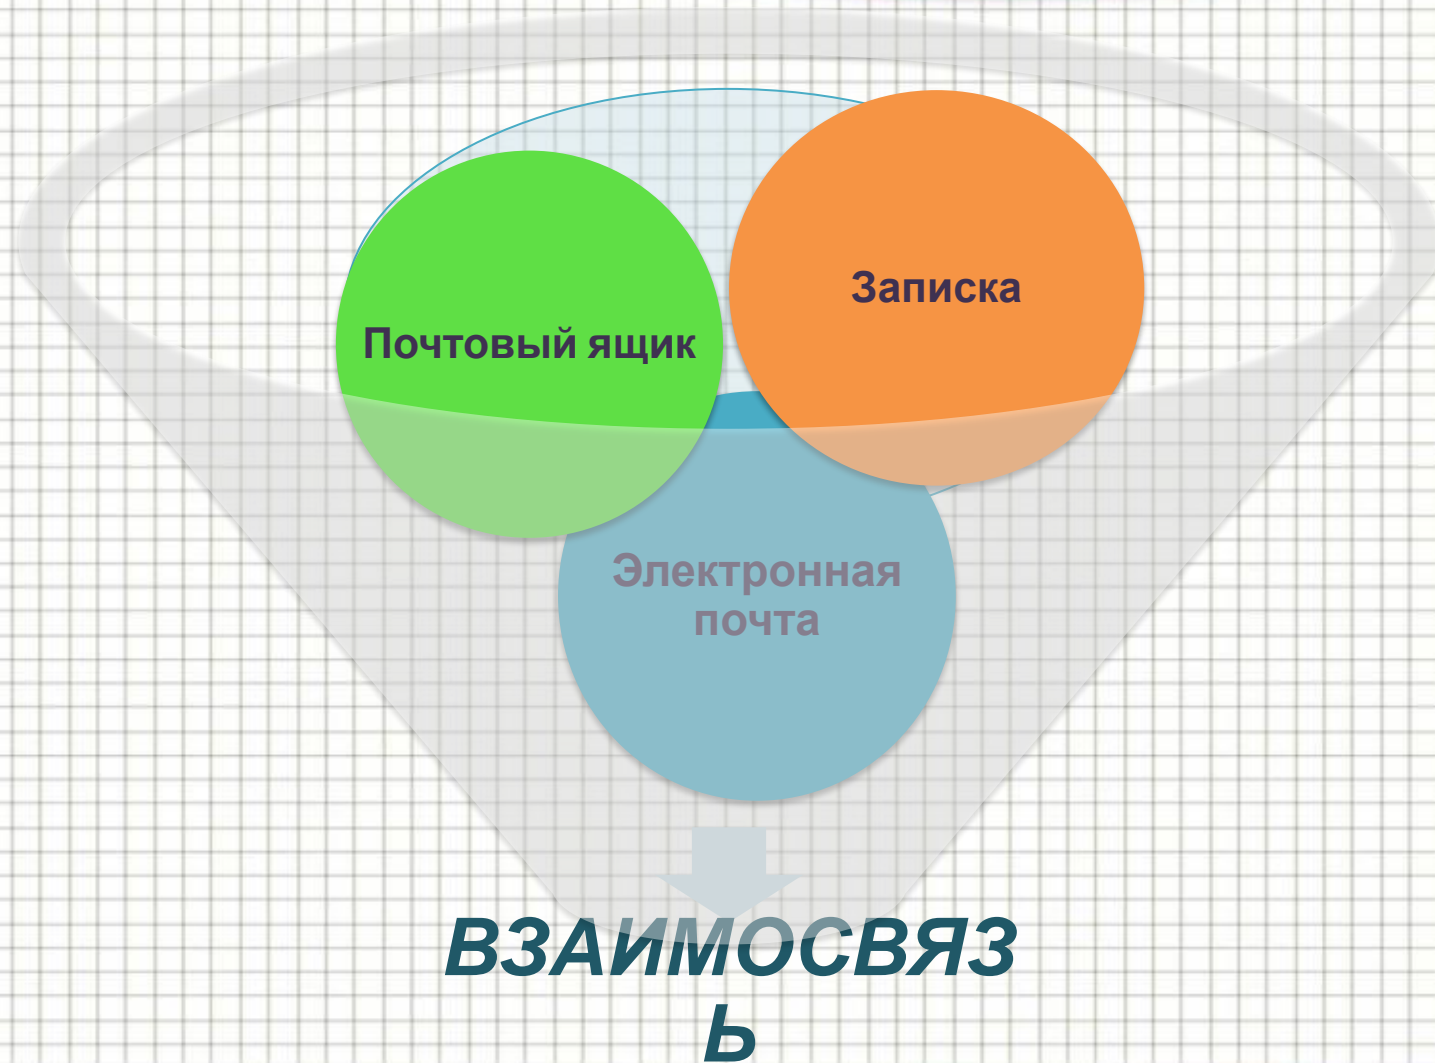 Записка
Почтовый ящик
Электронная
почта
ВЗАИМОСВЯЗ
Ь